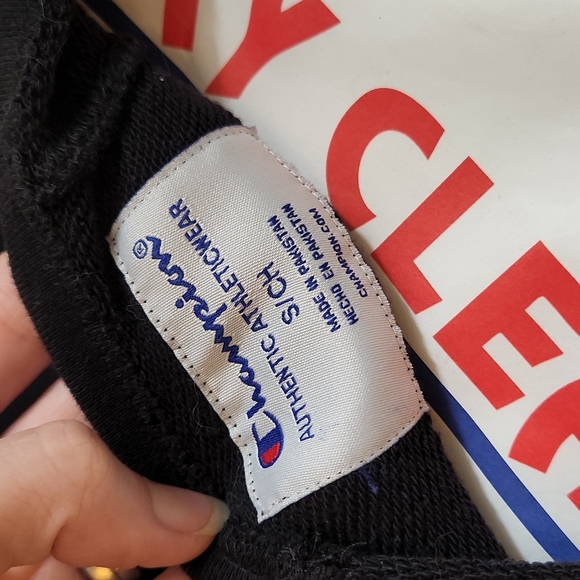 Y CLE
Champion
AUTHENTIC ATHLETICWEAR
S/CH
MADE IN PAKISTAN
HECHO EN PAKISTAN
CHAMPION.COM